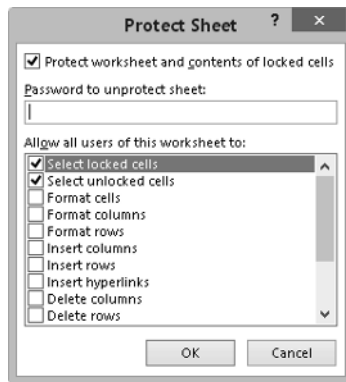 Protect Sheet ? ×
Protect worksheet and contents of locked cells
Password to unprotect sheet:
Allow all users of this worksheet to:
Select locked cells
Select unlocked cells
Format cells
Format columns
Format rows
Insert columns
Insert rows
Insert hyperlinks
Delete columns
Delete rows
OK Cancel